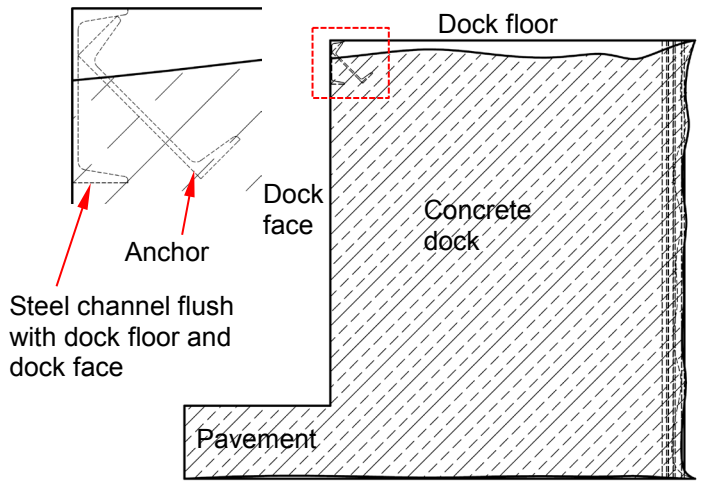 Dock floor
Dock
face
Concrete
dock
Anchor
Steel channel flush
with dock floor and
dock face
Pavement